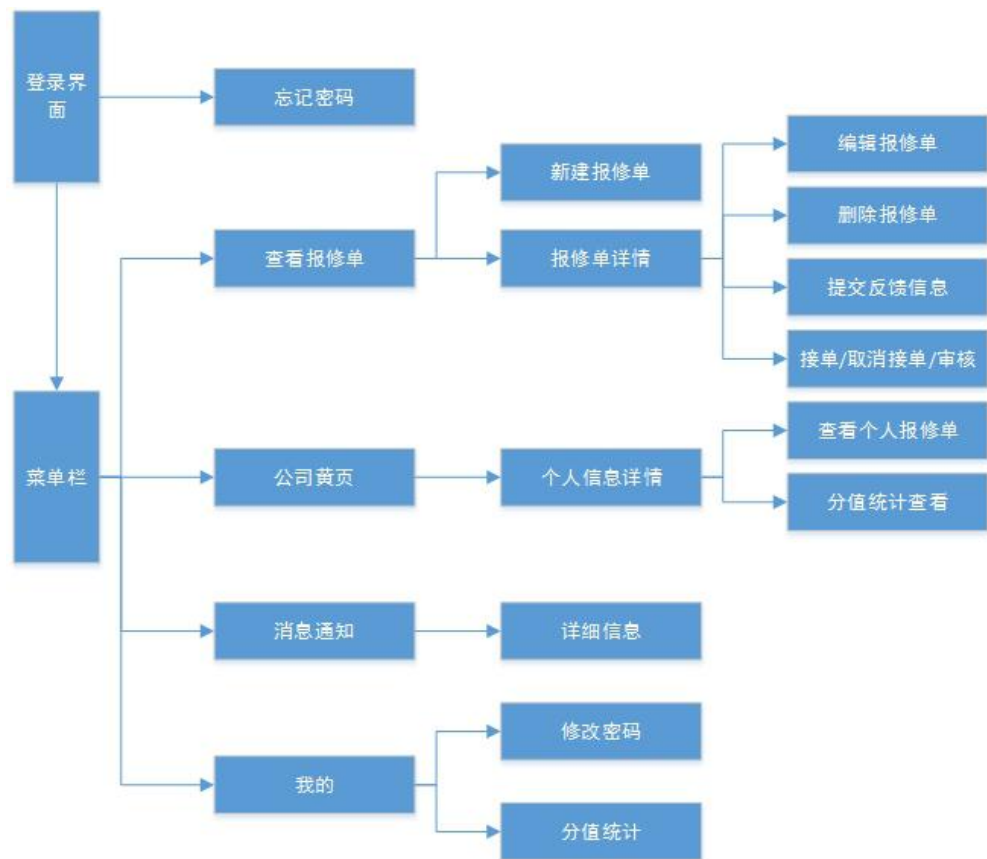 登录界
面
忘记密码
新建报修单
编辑报修单
删除报修单
查看报修单
报修单详情
提交反馈信息
接单/取消接单/审核
查看个人报修单
菜单栏
公司黄页
个人信息详情
分值统计查看
消息通知
详细信息
修改密码
我的
分值统计